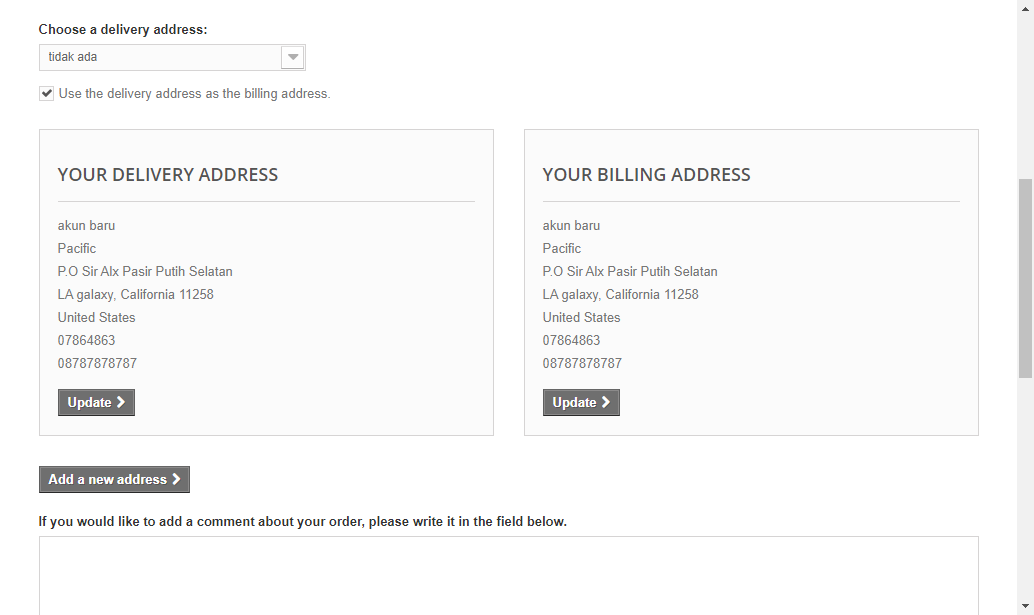 Choose a delivery address:
tidak ada
Use the delivery address as the billing address.
YOUR DELIVERY ADDRESS
akun baru
Pacific
P.O Sir Alx Pasir Putih Selatan
LA galaxy, California 11258
United States
07864863
08787878787
Update
YOUR BILLING ADDRESS
akun baru
Pacific
P.O Sir Alx Pasir Putih Selatan
LA galaxy, California 11258
United States
07864863
08787878787
Update
Add a new address
If you would like to add a comment about your order, please write it in the field below.